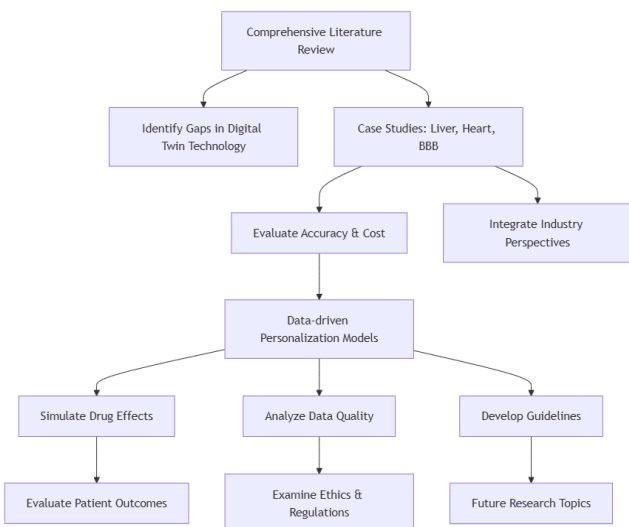 Comprehensive Literature
Review
Identify Gaps in Digital
Twin Technology
Case Studies: Liver, Heart,
BBB
Evaluate Accuracy & Cost
Integrate Industry
Perspectives
Data-driven
Personalization Models
Simulate Drug Effects
Analyze Data Quality
Develop Guidelines
Evaluate Patient Outcomes
Examine Ethics &
Regulations
Future Research Topics